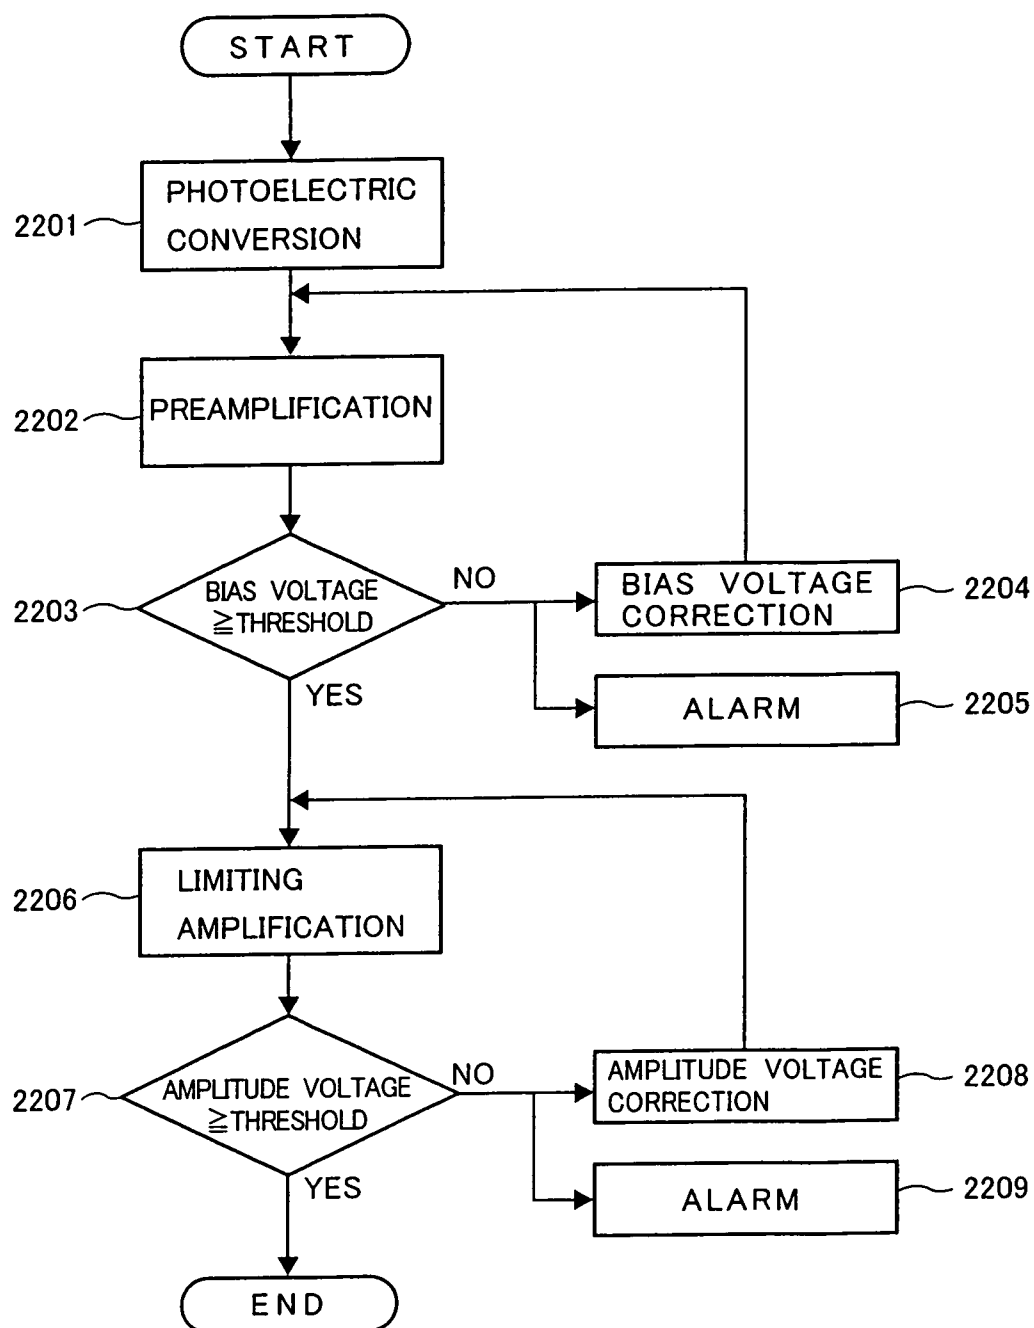 START
PHOTOELECTRIC
CONVERSION
2201
PREAMPLIFICATION
2202
BIAS VOLTAGE
≧THRESHOLD
2203
NO
BIAS VOLTAGE
CORRECTION
2204
YES
ALARM
2205
LIMITING
AMPLIFICATION
2206
AMPLITUDE VOLTAGE
≧THRESHOLD
2207
NO
AMPLITUDE VOLTAGE
CORRECTION
2208
YES
ALARM
2209
END